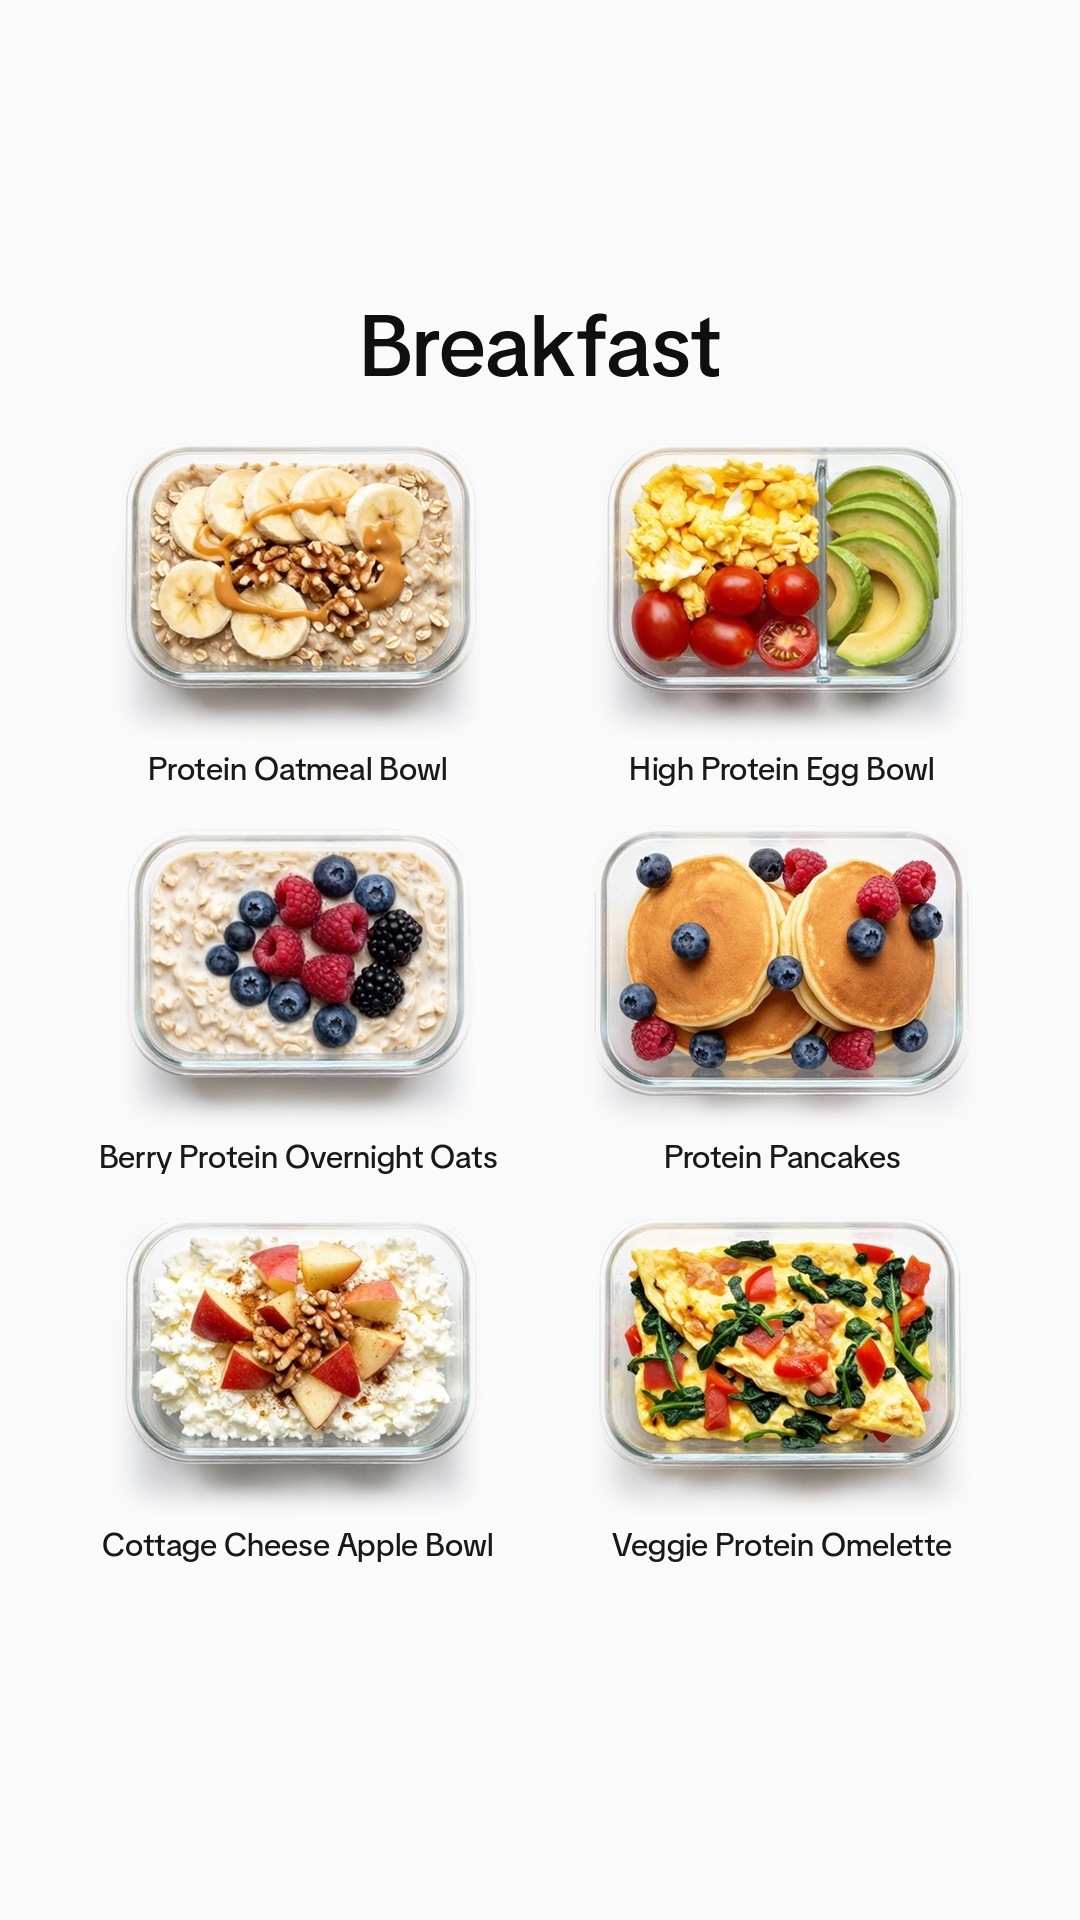 Breakfast
Protein Oatmeal Bowl
High Protein Egg Bowl
Berry Protein Overnight Oats
Protein Pancakes
Cottage Cheese Apple Bowl
Veggie Protein Omelette